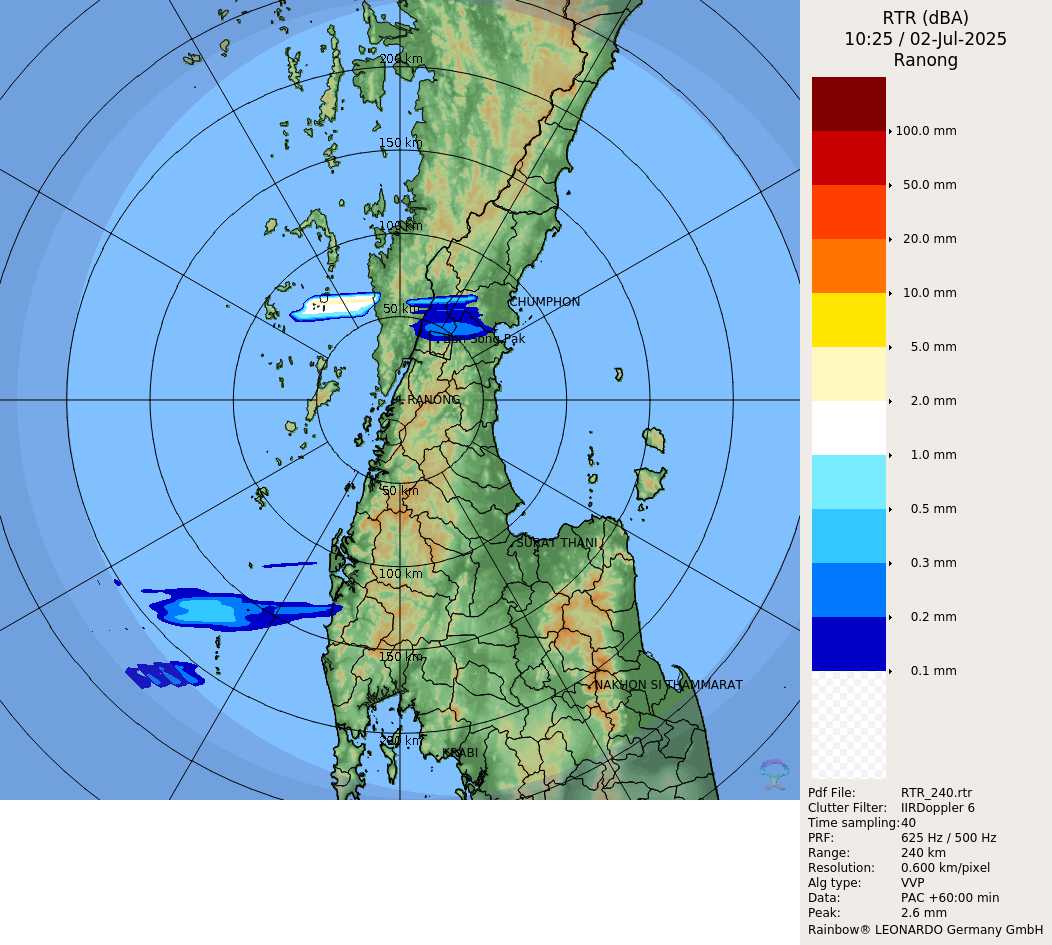 RTR (dBA)
10:25 / 02-Jul-2025
Ranong
200 km
150 km
100 km
50 km
CHUMPHON
Ban Song Pak
RANONG
50 km
SURAT THANI
100 km
150 km
NAKHON SI THAMMARAT
200 km
KRABI
100.0 mm
50.0 mm
20.0 mm
10.0 mm
5.0 mm
2.0 mm
1.0 mm
0.5 mm
0.3 mm
0.2 mm
0.1 mm
Pdf File: RTR_240.rtr
Clutter Filter: IIRDoppler 6
Time sampling:40
PRF: 625 Hz / 500 Hz
Range: 240 km
Resolution: 0.600 km/pixel
Alg type: VVP
Data: PAC +60:00 min
Peak: 2.6 mm
Rainbow® LEONARDO Germany GmbH